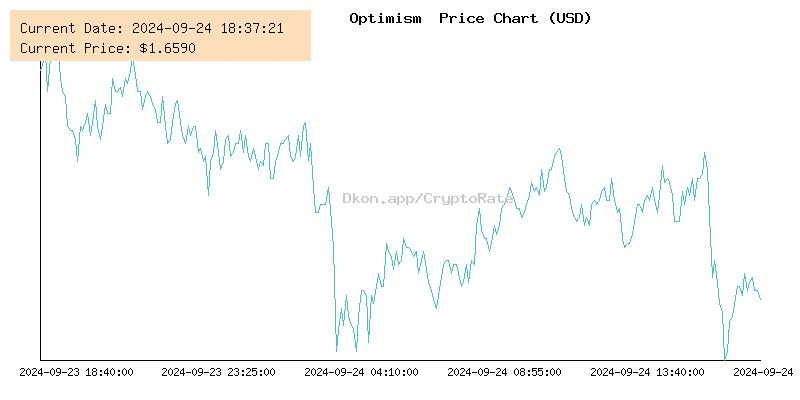 Optimism Price Chart (USD)
Current Date: 2024-09-24 18:37:21
Current Price: $1.6590
Dkon.app/CryptoRate
2024-09-23 18:40:00 2024-09-23 23:25:00 2024-09-24 04:10:00 2024-09-24 08:55:00 2024-09-24 13:40:00 2024-09-24